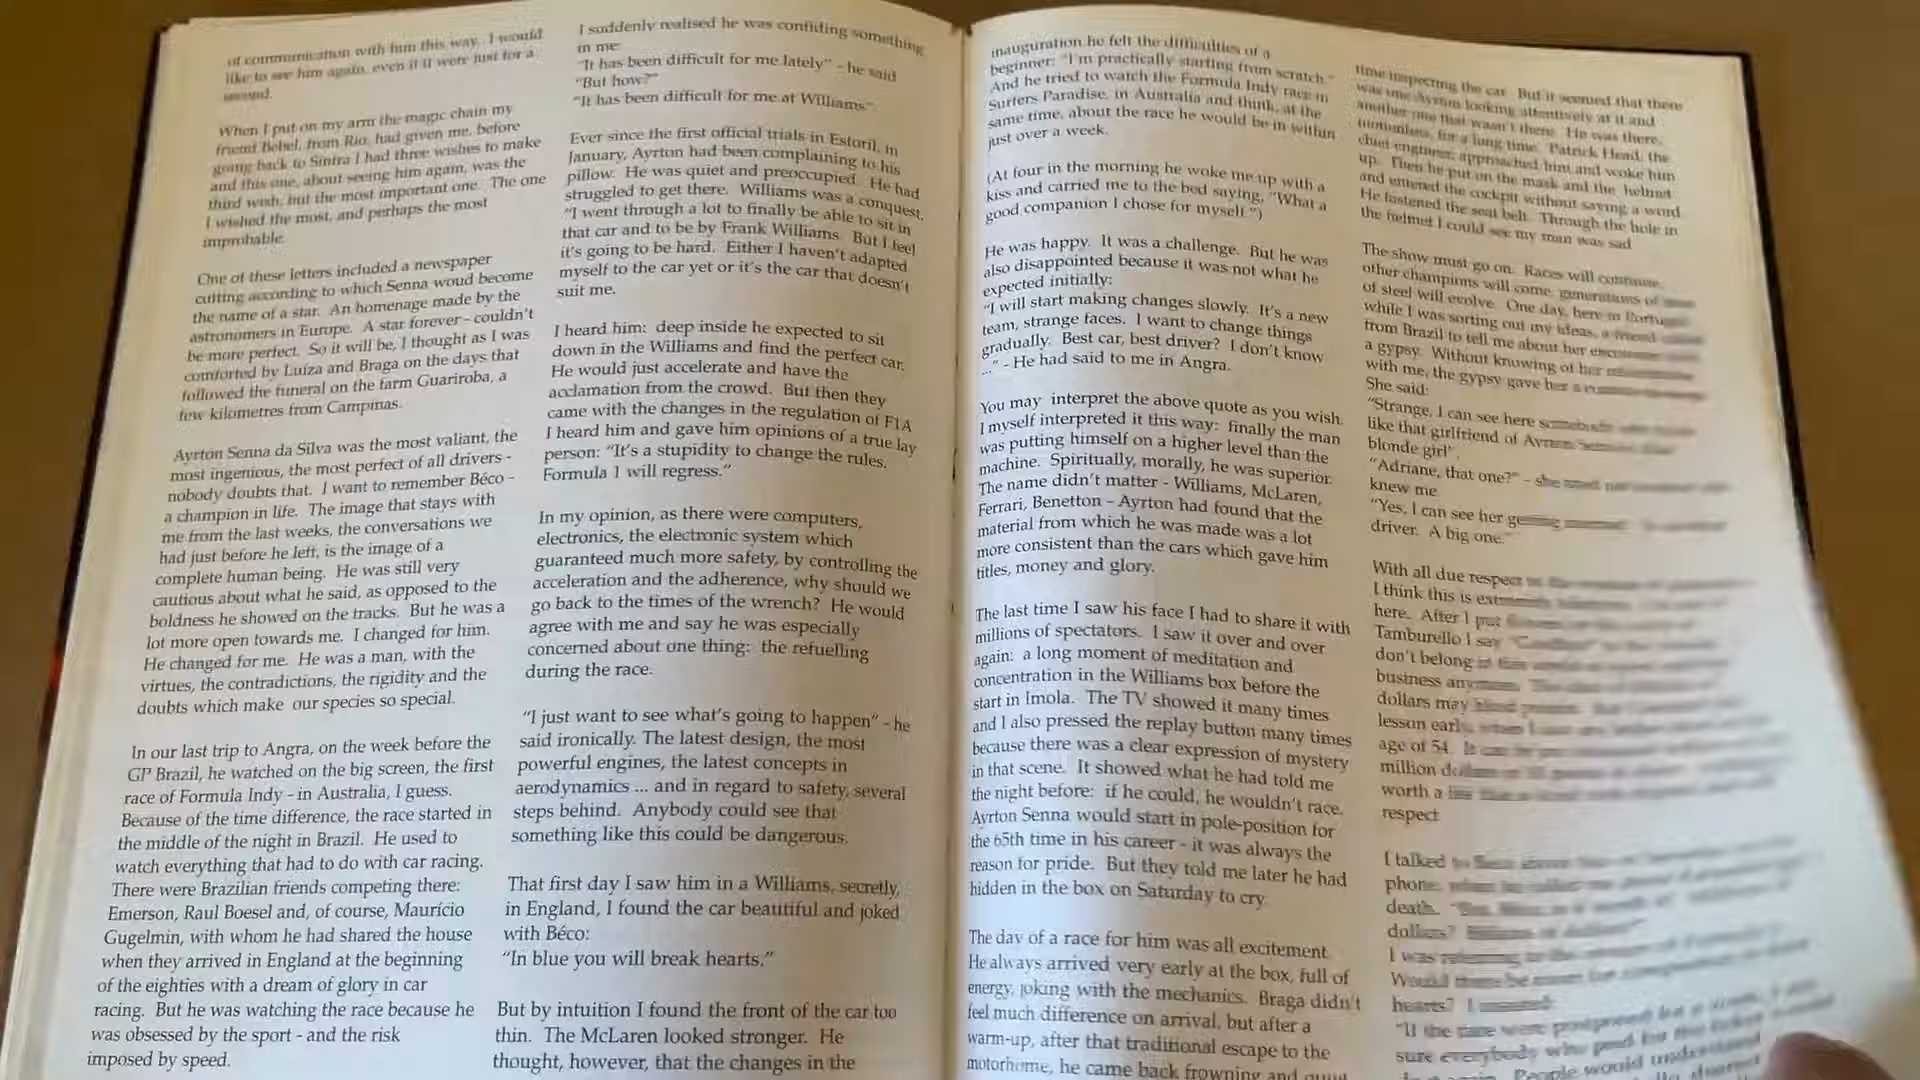 of communication with him this way. I would
like to see him again, even if it were just for a
second.
When I put on my arm the magic chain my
friend Bebel, from Rio, had given me, before
going back to Sintra I had three wishes to make
and this one, about seeing him again, was the
third wish, but the most important one. The one
I wished the most, and perhaps the most
improbable.
One of these letters included a newspaper
cutting according to which Senna woud become
the name of a star. An homenage made by the
astronomers in Europe. A star forever - couldn't
be more perfect. So it will be, I thought as I was
comforted by Luiza and Braga on the days that
followed the funeral on the farm Guariroba, a
few kilometres from Campinas.
Ayrton Senna da Silva was the most valiant, the
most ingenious, the most perfect of all drivers -
nobody doubts that. I want to remember Béco -
a champion in life. The image that stays with
me from the last weeks, the conversations we
had just before he left, is the image of a
complete human being. He was still very
cautious about what he said, as opposed to the
boldness he showed on the tracks. But he was a
lot more open towards me. I changed for him.
He changed for me. He was a man, with the
virtues, the contradictions, the rigidity and the
doubts which make our species so special.
In our last trip to Angra, on the week before the
GP Brazil, he watched on the big screen, the first
race of Formula Indy - in Australia, I guess.
Because of the time difference, the race started in
the middle of the night in Brazil. He used to
watch everything that had to do with car racing.
There were Brazilian friends competing there:
Emerson, Raul Boesel and, of course, Maurício
Gugelmin, with whom he had shared the house
when they arrived in England at the beginning
of the eighties with a dream of glory in car
racing. But he was watching the race because he
was obsessed by the sport - and the risk
imposed by speed.
I suddenly realised he was confiding something
in me:
"It has been difficult for me lately" - he said
"But how?"
"It has been difficult for me at Williams".
Ever since the first official trials in Estoril, in
January, Ayrton had been complaining to his
pillow. He was quiet and preoccupied. He had
struggled to get there. Williams was a conquest.
"I went through a lot to finally be able to sit in
that car and to be by Frank Williams. But I feel
it's going to be hard. Either I haven't adapted
myself to the car yet or it's the car that doesn't
suit me.
I heard him: deep inside he expected to sit
down in the Williams and find the perfect car.
He would just accelerate and have the
acclamation from the crowd. But then they
came with the changes in the regulation of F1A
I heard him and gave him opinions of a true lay
person: "It's a stupidity to change the rules.
Formula 1 will regress."
In my opinion, as there were computers,
electronics, the electronic system which
guaranteed much more safety, by controlling the
acceleration and the adherence, why should we
go back to the times of the wrench? He would
agree with me and say he was especially
concerned about one thing: the refuelling
during the race.
"I just want to see what's going to happen" - he
said ironically. The latest design, the most
powerful engines, the latest concepts in
aerodynamics ... and in regard to safety, several
steps behind. Anybody could see that
something like this could be dangerous.
That first day I saw him in a Williams, secretly,
in England, I found the car beautiful and joked
with Béco:
"In blue you will break hearts."
But by intuition I found the front of the car too
thin. The McLaren looked stronger. He
thought, however, that the changes in the
inauguration he felt the difficulties of a
beginner: "I'm practically starting from scratch."
And he tried to watch the Formula Indy race in
Surfers Paradise, in Australia and think, at the
same time, about the race he would be in within
just over a week.
(At four in the morning he woke me up with a
kiss and carried me to the bed saying, "What a
good companion I chose for myself.")
He was happy. It was a challenge. But he was
also disappointed because it was not what he
expected initially:
"I will start making changes slowly. It's a new
team, strange faces. I want to change things
gradually. Best car, best driver? I don't know
..." - He had said to me in Angra.
You may interpret the above quote as you wish.
I myself interpreted it this way: finally the man
was putting himself on a higher level than the
machine. Spiritually, morally, he was superior.
The name didn't matter - Williams, McLaren,
Ferrari, Benetton - Ayrton had found that the
material from which he was made was a lot
more consistent than the cars which gave him
titles, money and glory.
The last time I saw his face I had to share it with
millions of spectators. I saw it over and over
again: a long moment of meditation and
concentration in the Williams box before the
start in Imola. The TV showed it many times
and I also pressed the replay button many times
because there was a clear expression of mystery
in that scene. It showed what he had told me
the night before: if he could, he wouldn't race.
Ayrton Senna would start in pole-position for
the 65th time in his career - it was always the
reason for pride. But they told me later he had
hidden in the box on Saturday to cry.
The day of a race for him was all excitement.
He always arrived very early at the box, full of
energy, joking with the mechanics. Braga didn't
feel much difference on arrival, but after a
warm-up, after that traditional escape to the
motorhome, he came back frowning and quiet
time inspecting the car. But it seemed that there
was one Ayrton looking attentively at it and
another one that wasn't there. He was there,
motionless, for a long time. Patrick Head, the
chief engineer, approached him and woke him
up. Then he put on the mask and the helmet
and entered the cockpit without saying a word
He fastened the seat belt. Through the hole in
the helmet I could see my man was sad
The show must go on. Races will continue,
other champions will come, generations of
of steel will evolve. One day, here in Portugal
while I was sorting out my ideas, a friend
from Brazil to tell me about her
a gypsy. Without knowing of her
with me, the gypsy gave her a
She said:
"Strange, I can see here somebody
like that girlfriend of Ayrton
blonde girl".
"Adriane, that one?" - she
knew me.
"Yes, I can see her getting
driver. A big one."
With all due respect
I think this is
here. After I put
Tamburello I say
don't belong
business anymore.
dollars may
lesson early
age of 54.
million
worth a
respect
I talked
phone
death.
dollars?
I was
Would
hearts? I
"If the race were postponed
sure everybody who paid for
People would understand